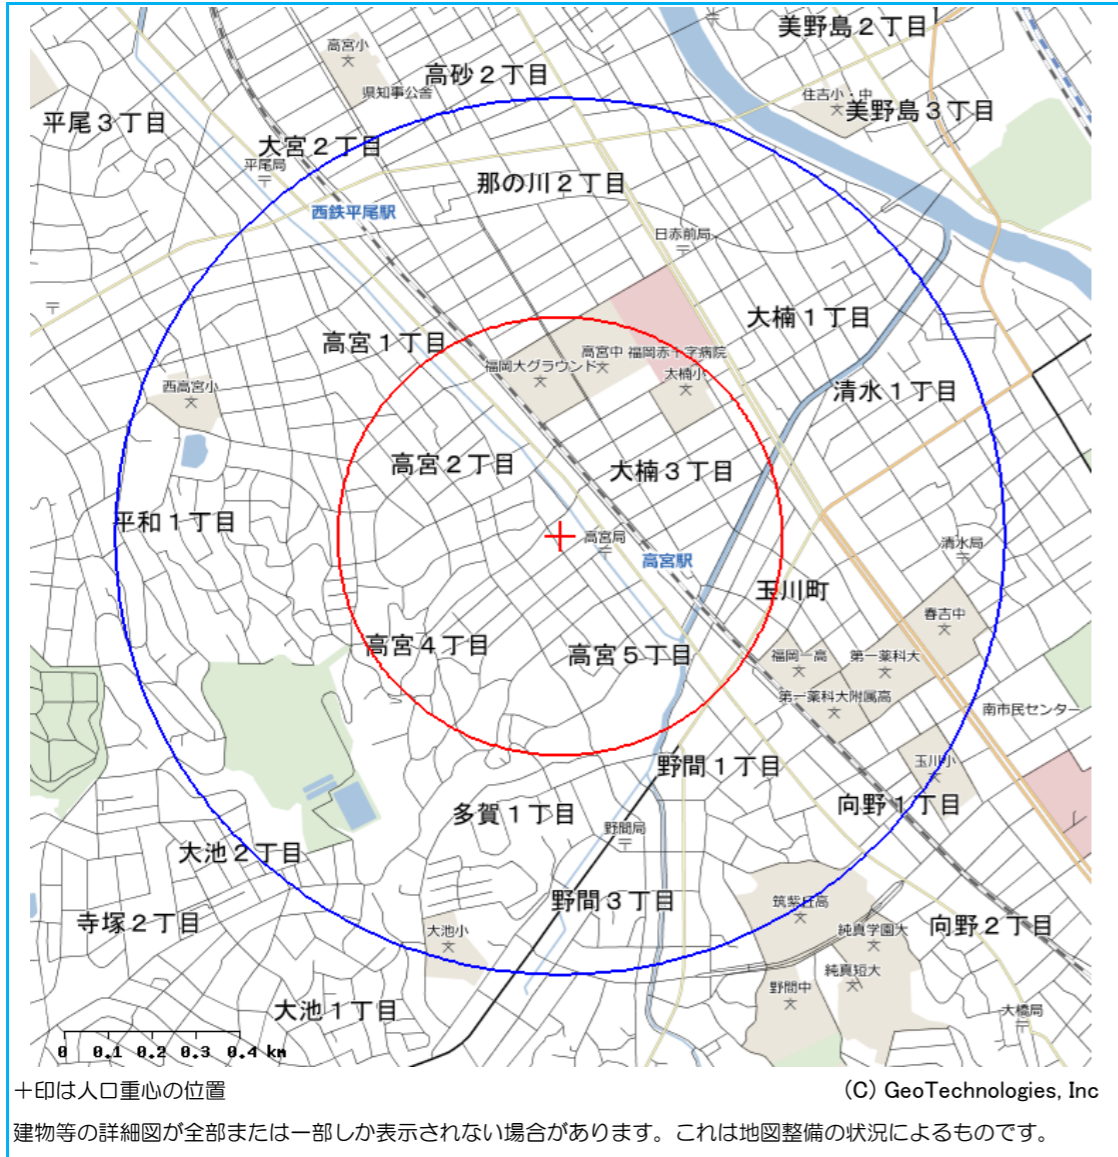 美野島２丁目
高宮小
高砂２丁目
県知事公舎
住吉小・中
美野島３丁目
平尾３丁目
大宮２丁目
平尾局
那の川２丁目
西鉄平尾駅
日赤前局
大楠１丁目
高宮１丁目
高宮中
福岡赤十字病院
福岡大グラウンド
大楠小
西高宮小
清水１丁目
高宮２丁目
大楠３丁目
平和１丁目
高宮局
清水局
高宮駅
玉川町
春吉中
高宮４丁目
高宮５丁目
福岡一高
第一薬科大
第一薬科大附属高
南市民センター
野間１丁目
玉川小
向野１丁目
多賀１丁目
野間局
大池２丁目
野間３丁目
筑紫丘高
寺塚２丁目
大池小
純真学園大
向野２丁目
純真短大
野間中
大池１丁目
大橋局
0 0.1 0.2 0.3 0.4 km
＋印は人口重心の位置
(C) GeoTechnologies, Inc
建物等の詳細図が全部または一部しか表示されない場合があります。これは地図整備の状況によるものです。